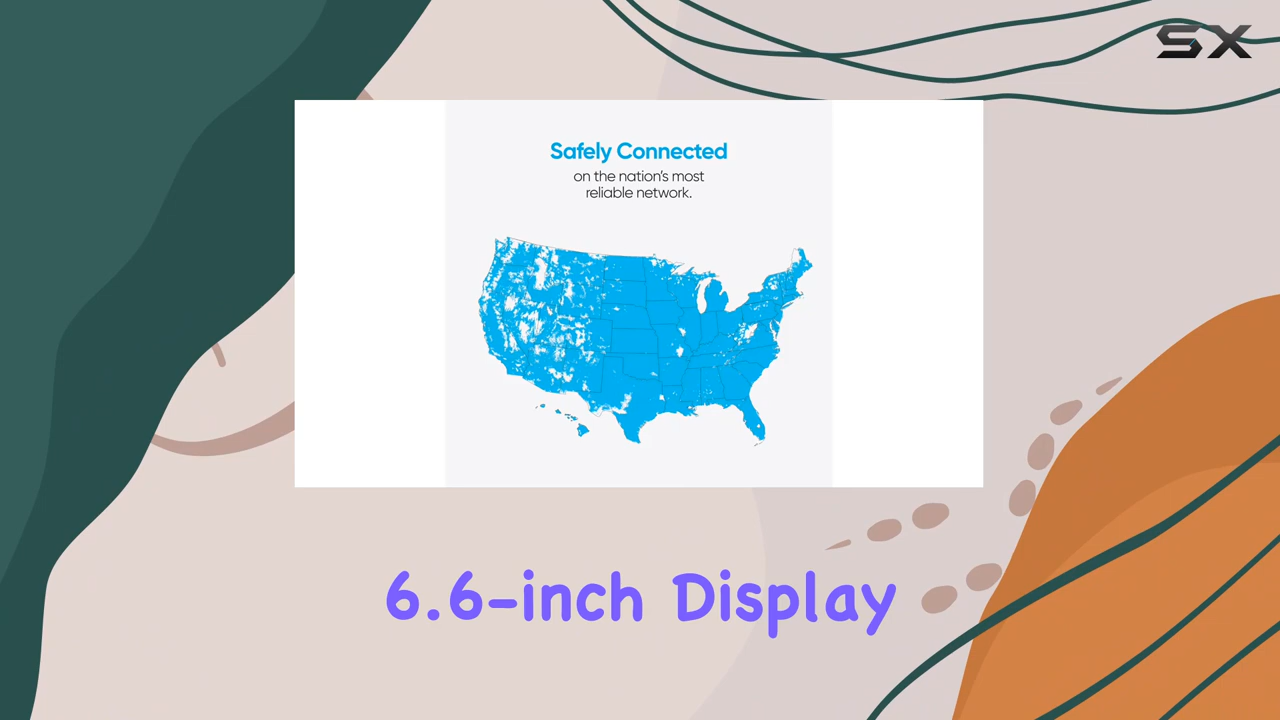 SX
Safely Connected
on the nation's most
reliable network.
6.6-inch Display